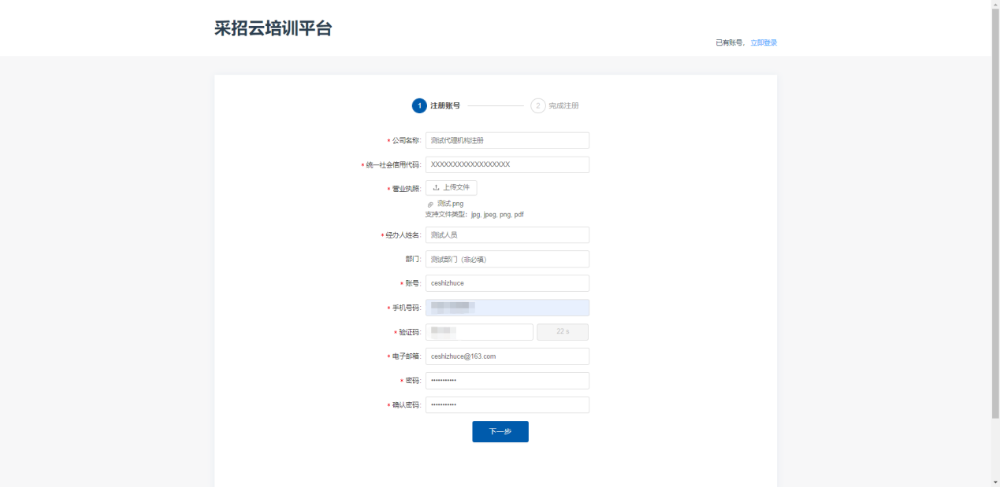 采招云培训平台
已有账号， 立即登录
1 注册账号 2 完成注册
* 公司名称: 测试代理机构注册
* 统一社会信用代码: XXXXXXXXXXXXXXXXXX
* 营业执照: 上传文件
测试.png
支持文件类型：jpg, jpeg, png, pdf
* 经办人姓名: 测试人员
部门: 测试部门（非必填）
* 账号: ceshizhuce
* 手机号码:
* 验证码: 22 s
* 电子邮箱: ceshizhuce@163.com
* 密码: •••••••••••
* 确认密码: •••••••••••
下一步